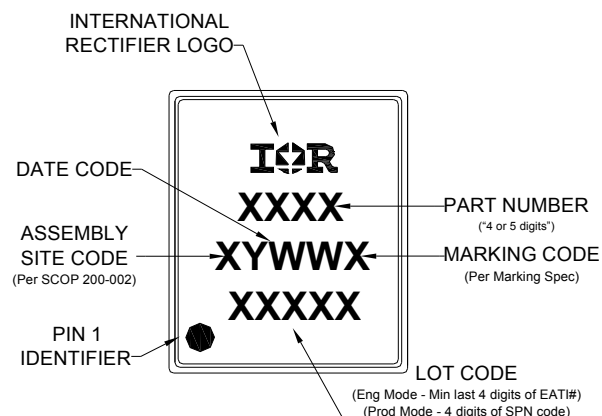 INTERNATIONAL
RECTIFIER LOGO
IOR
DATE CODE
XXXX
PART NUMBER
("4 or 5 digits")
ASSEMBLY
SITE CODE
(Per SCOP 200-002)
XYWWX
MARKING CODE
(Per Marking Spec)
XXXXX
PIN 1
IDENTIFIER
LOT CODE
(Eng Mode - Min last 4 digits of EATI#)
(Prod Mode - 4 digits of SPN code)